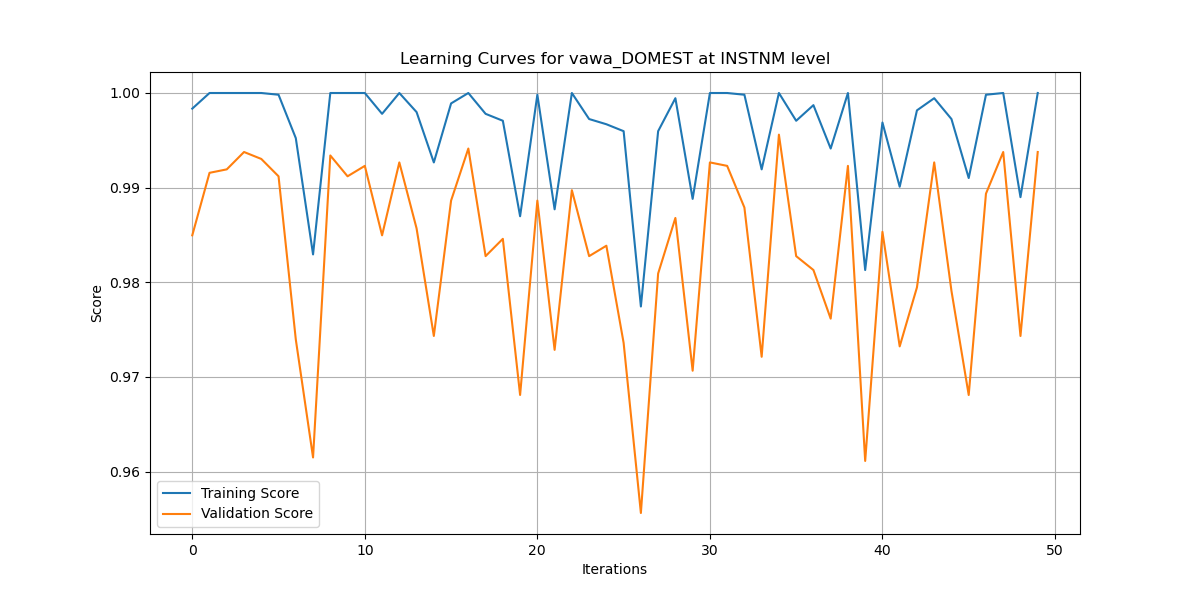 Learning Curves for vawa_DOMEST at INSTNM level
1.00
0.99
0.98
0.97
0.96
Score
Training Score
Validation Score
0 10 20 30 40 50
Iterations